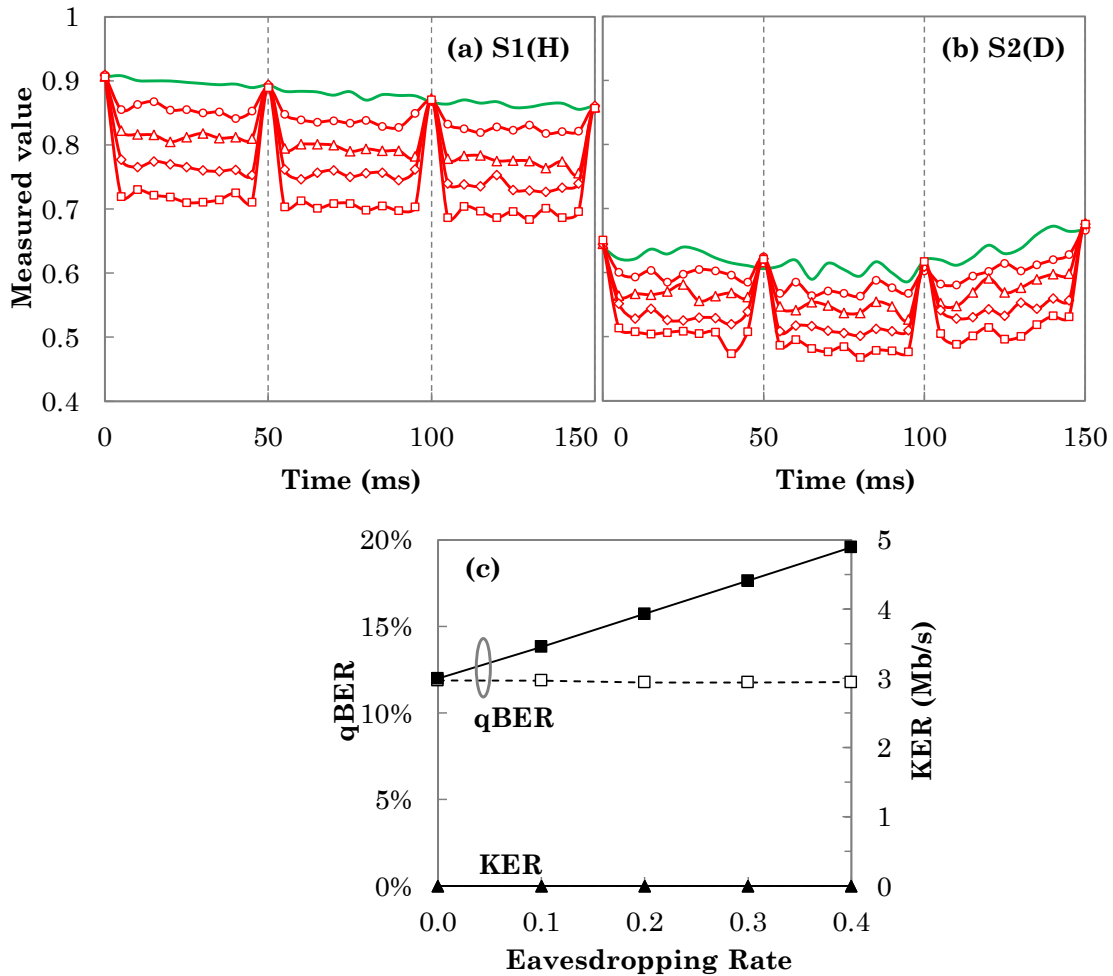 (a) S1(H)
(b) S2(D)
Measured value
1
0.9
0.8
0.7
0.6
0.5
0.4
0 50 100 150
0 50 100 150
Time (ms)
Time (ms)
(c)
qBER
20%
15%
10%
5%
0%
qBER
KER
5
4
3
2
1
0
KER (Mb/s)
0.0 0.1 0.2 0.3 0.4
Eavesdropping Rate